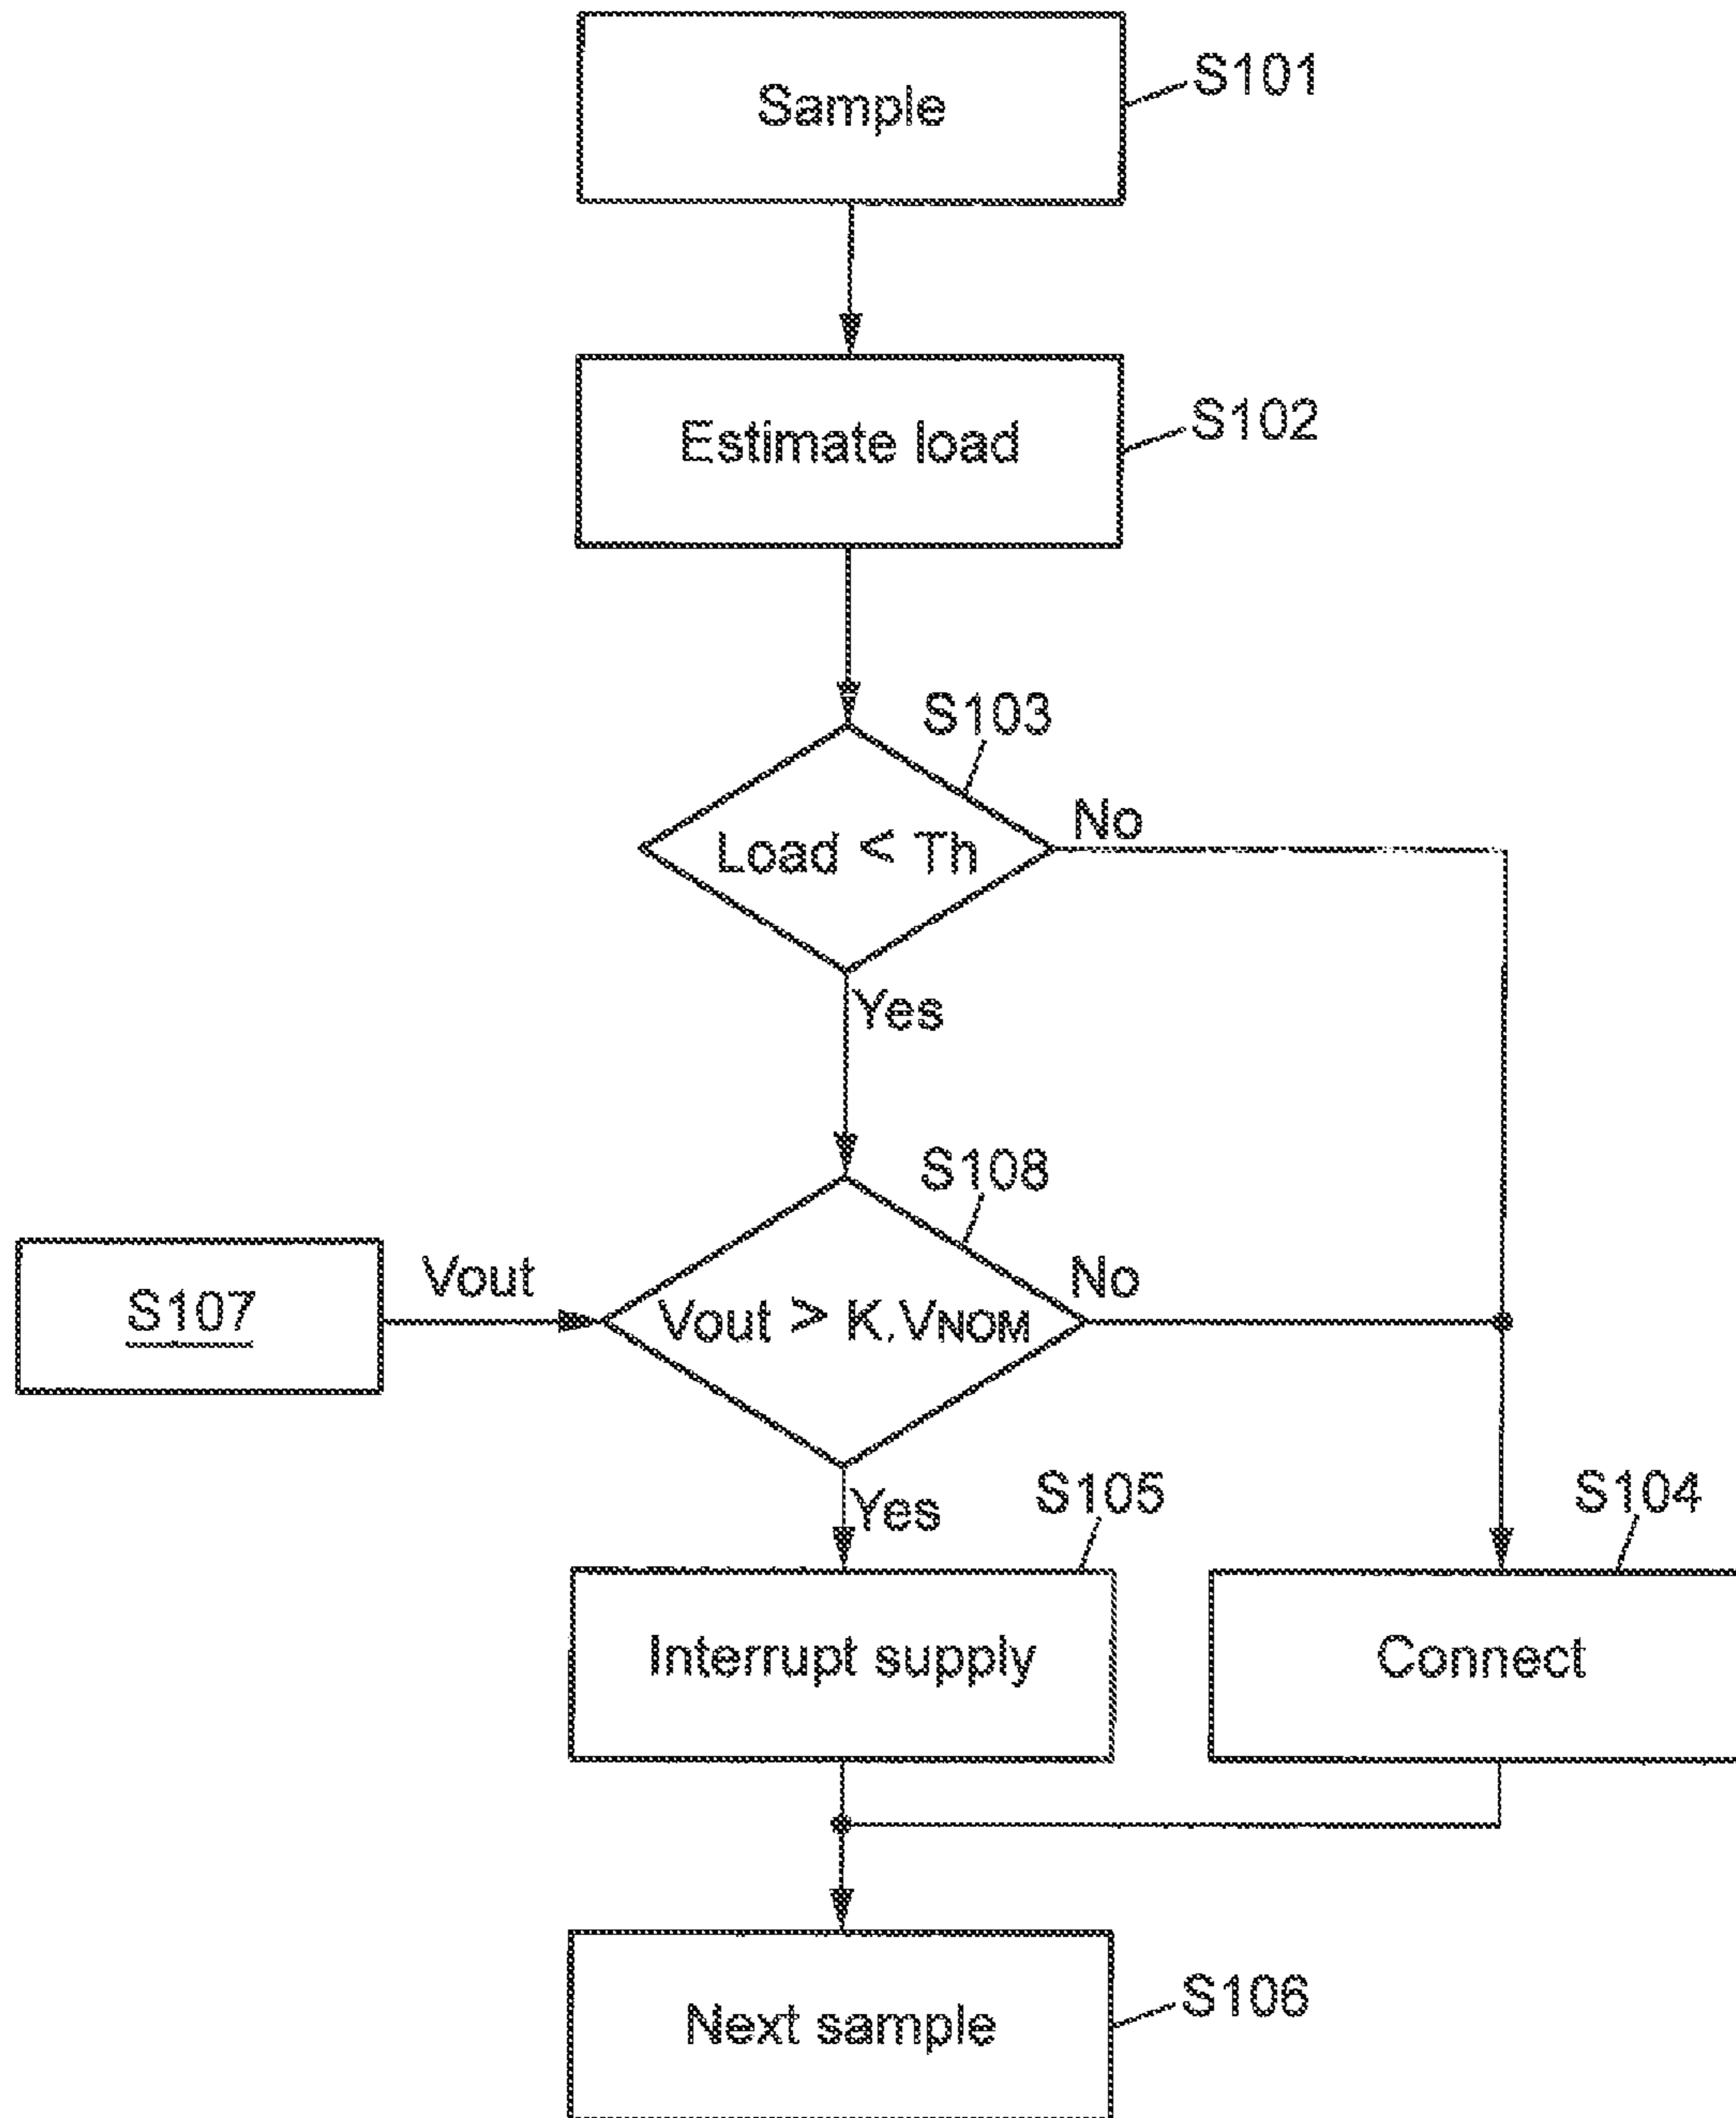 Sample
S101
Estimate load
S102
S103
Load < Th
No
Yes
S108
S107
Vout
Vout > K.VNOM
No
Yes
S105
S104
Interrupt supply
Connect
Next sample
S106